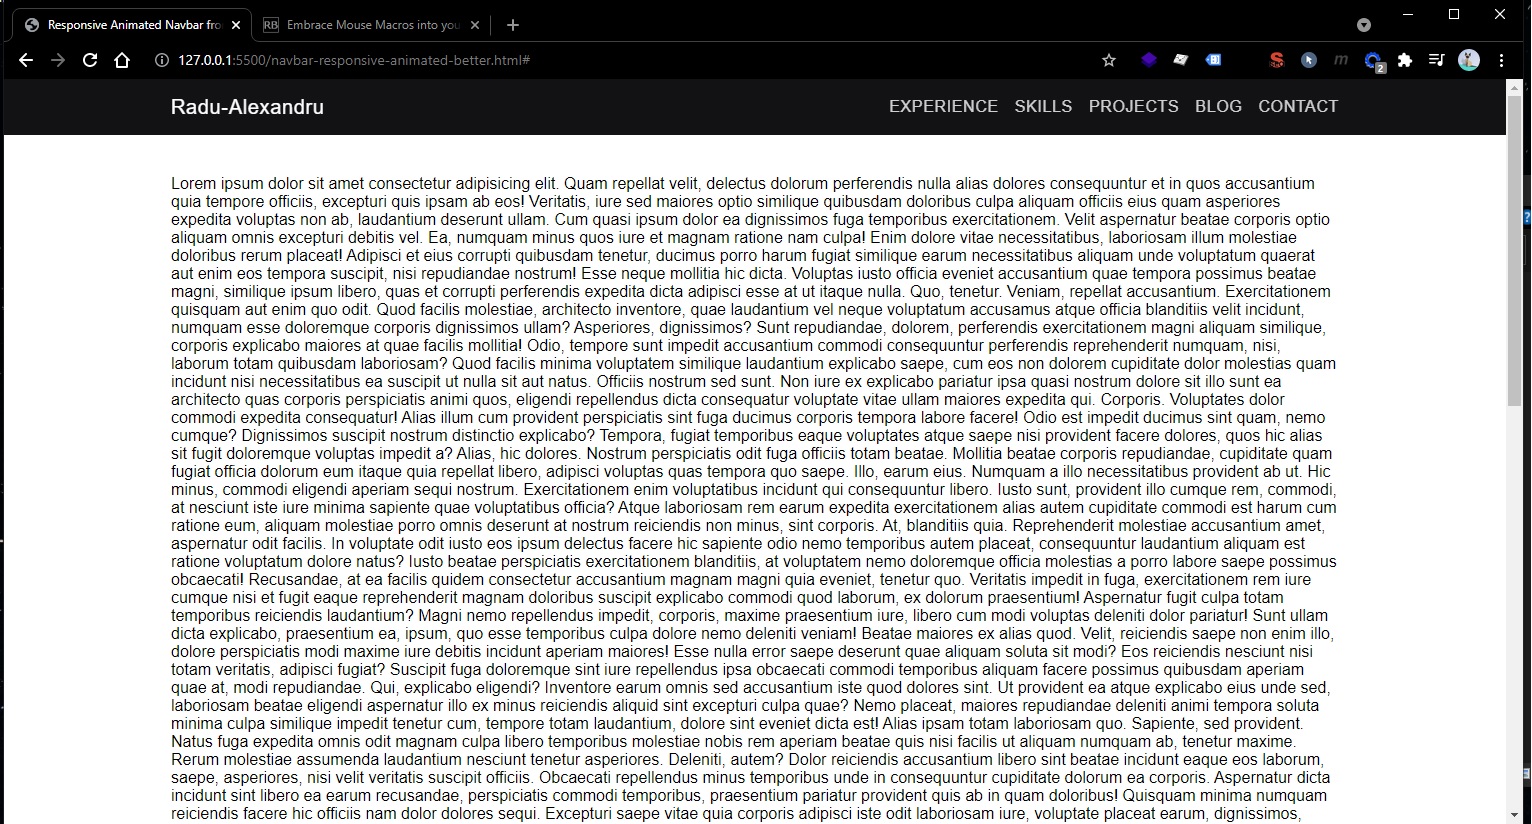 Responsive Animated Navbar fro
RB Embrace Mouse Macros into you
127.0.0.1:5500/navbar-responsive-animated-better.html#
2
Radu-Alexandru EXPERIENCE SKILLS PROJECTS BLOG CONTACT
Lorem ipsum dolor sit amet consectetur adipisicing elit. Quam repellat velit, delectus dolorum perferendis nulla alias dolores consequuntur et in quos accusantium
quia tempore officiis, excepturi quis ipsam ab eos! Veritatis, iure sed maiores optio similique quibusdam doloribus culpa aliquam officiis eius quam asperiores
expedita voluptas non ab, laudantium deserunt ullam. Cum quasi ipsum dolor ea dignissimos fuga temporibus exercitationem. Velit aspernatur beatae corporis optio
aliquam omnis excepturi debitis vel. Ea, numquam minus quos iure et magnam ratione nam culpa! Enim dolore vitae necessitatibus, laboriosam illum molestiae
doloribus rerum placeat! Adipisci et eius corrupti quibusdam tenetur, ducimus porro harum fugiat similique earum necessitatibus aliquam unde voluptatum quaerat
aut enim eos tempora suscipit, nisi repudiandae nostrum! Esse neque mollitia hic dicta. Voluptas iusto officia eveniet accusantium quae tempora possimus beatae
magni, similique ipsum libero, quas et corrupti perferendis expedita dicta adipisci esse at ut itaque nulla. Quo, tenetur. Veniam, repellat accusantium. Exercitationem
quisquam aut enim quo odit. Quod facilis molestiae, architecto inventore, quae laudantium vel neque voluptatum accusamus atque officia blanditiis velit incidunt,
numquam esse doloremque corporis dignissimos ullam? Asperiores, dignissimos? Sunt repudiandae, dolorem, perferendis exercitationem magni aliquam similique,
corporis explicabo maiores at quae facilis mollitia! Odio, tempore sunt impedit accusantium commodi consequuntur perferendis reprehenderit numquam, nisi,
laborum totam quibusdam laboriosam? Quod facilis minima voluptatem similique laudantium explicabo saepe, cum eos non dolorem cupiditate dolor molestias quam
incidunt nisi necessitatibus ea suscipit ut nulla sit aut natus. Officiis nostrum sed sunt. Non iure ex explicabo pariatur ipsa quasi nostrum dolore sit illo sunt ea
architecto quas corporis perspiciatis animi quos, eligendi repellendus dicta consequatur voluptate vitae ullam maiores expedita qui. Corporis. Voluptates dolor
commodi expedita consequatur! Alias illum cum provident perspiciatis sint fuga ducimus corporis tempora labore facere! Odio est impedit ducimus sint quam, nemo
cumque? Dignissimos suscipit nostrum distinctio explicabo? Tempora, fugiat temporibus eaque voluptates atque saepe nisi provident facere dolores, quos hic alias
sit fugit doloremque voluptas impedit a? Alias, hic dolores. Nostrum perspiciatis odit fuga officiis totam beatae. Mollitia beatae corporis repudiandae, cupiditate quam
fugiat officia dolorum eum itaque quia repellat libero, adipisci voluptas quas tempora quo saepe. Illo, earum eius. Numquam a illo necessitatibus provident ab ut. Hic
minus, commodi eligendi aperiam sequi nostrum. Exercitationem enim voluptatibus incidunt qui consequuntur libero. Iusto sunt, provident illo cumque rem, commodi,
at nesciunt iste iure minima sapiente quae voluptatibus officia? Atque laboriosam rem earum expedita exercitationem alias autem cupiditate commodi est harum cum
ratione eum, aliquam molestiae porro omnis deserunt at nostrum reiciendis non minus, sint corporis. At, blanditiis quia. Reprehenderit molestiae accusantium amet,
aspernatur odit facilis. In voluptate odit iusto eos ipsum delectus facere hic sapiente odio nemo temporibus autem placeat, consequuntur laudantium aliquam est
ratione voluptatum dolore natus? Iusto beatae perspiciatis exercitationem blanditiis, at voluptatem nemo doloremque officia molestias a porro labore saepe possimus
obcaecati! Recusandae, at ea facilis quidem consectetur accusantium magnam magni quia eveniet, tenetur quo. Veritatis impedit in fuga, exercitationem rem iure
cumque nisi et fugit eaque reprehenderit magnam doloribus suscipit explicabo commodi quod laborum, ex dolorum praesentium! Aspernatur fugit culpa totam
temporibus reiciendis laudantium? Magni nemo repellendus impedit, corporis, maxime praesentium iure, libero cum modi voluptas deleniti dolor pariatur! Sunt ullam
dicta explicabo, praesentium ea, ipsum, quo esse temporibus culpa dolore nemo deleniti veniam! Beatae maiores ex alias quod. Velit, reiciendis saepe non enim illo,
dolore perspiciatis modi maxime iure debitis incidunt aperiam maiores! Esse nulla error saepe deserunt quae aliquam soluta sit modi? Eos reiciendis nesciunt nisi
totam veritatis, adipisci fugiat? Suscipit fuga doloremque sint iure repellendus ipsa obcaecati commodi temporibus aliquam facere possimus quibusdam aperiam
quae at, modi repudiandae. Qui, explicabo eligendi? Inventore earum omnis sed accusantium iste quod dolores sint. Ut provident ea atque explicabo eius unde sed,
laboriosam beatae eligendi aspernatur illo ex minus reiciendis aliquid sint excepturi culpa quae? Nemo placeat, maiores repudiandae deleniti animi tempora soluta
minima culpa similique impedit tenetur cum, tempore totam laudantium, dolore sint eveniet dicta est! Alias ipsam totam laboriosam quo. Sapiente, sed provident.
Natus fuga expedita omnis odit magnam culpa libero temporibus molestiae nobis rem aperiam beatae quis nisi facilis ut aliquam numquam ab, tenetur maxime.
Rerum molestiae assumenda laudantium nesciunt tenetur asperiores. Deleniti, autem? Dolor reiciendis accusantium libero sint beatae incidunt eaque eos laborum,
saepe, asperiores, nisi velit veritatis suscipit officiis. Obcaecati repellendus minus temporibus unde in consequuntur cupiditate dolorum ea corporis. Aspernatur dicta
incidunt sint libero ea earum recusandae, perspiciatis commodi temporibus, praesentium pariatur provident quis ab in quam doloribus! Quisquam minima numquam
reiciendis hic officiis nam dolor dolores sequi. Excepturi saepe vitae quia corporis adipisci iste odit laboriosam iure, voluptate placeat earum, dignissimos,